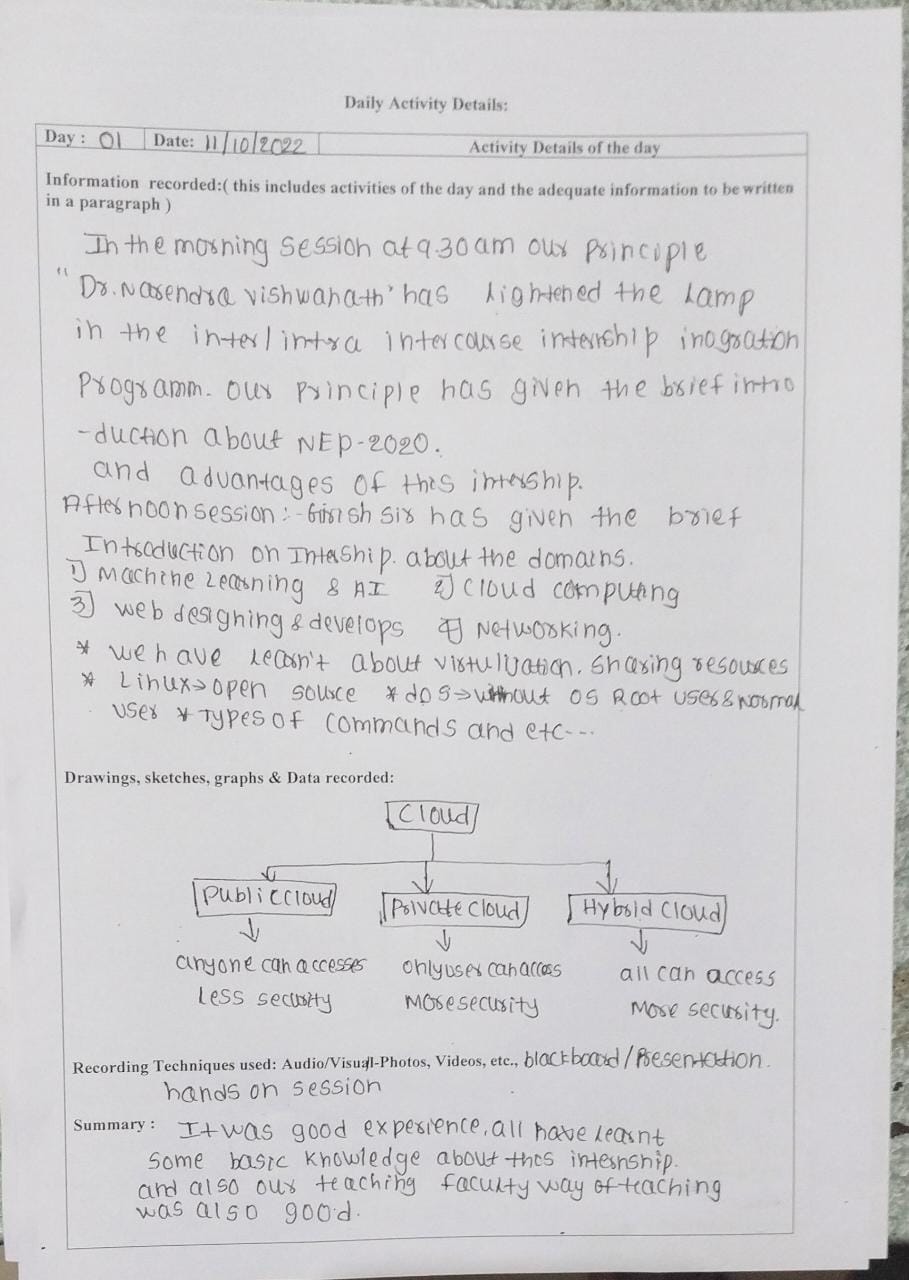 Daily Activity Details:
Day : 01 Date: 11/10/2022 Activity Details of the day
Information recorded:( this includes activities of the day and the adequate information to be written
in a paragraph )
In the morning session at 9.30 am our principle
"Dr. Narendra vishwanath' has lightened the Lamp
in the inter/intra intercourse internship inogration
Programm. our principle has given the brief intro
-duction about NEP-2020.
and advantages of this intership.
Afternoon session :- Girish sir has given the brief
Introduction on Intership. about the domains.
1) Machine Learning & AI 2) Cloud computing
3) web designing & develops 4) Networking.
* we have learn't about virtulization. Sharing resources
* Linux→open source * dos→without OS Root user & normal
user * Types of commands and etc---
Drawings, sketches, graphs & Data recorded:
Cloud
Public cloud Private cloud Hybrid cloud
anyone can accesses only user can access all can access
Less security More security More security.
Recording Techniques used: Audio/Visual-Photos, Videos, etc., blackboard / Presentation.
hands on session
Summary : It was good experience, all have learnt
some basic knowledge about this internship.
and also our teaching faculty way of teaching
was also good.